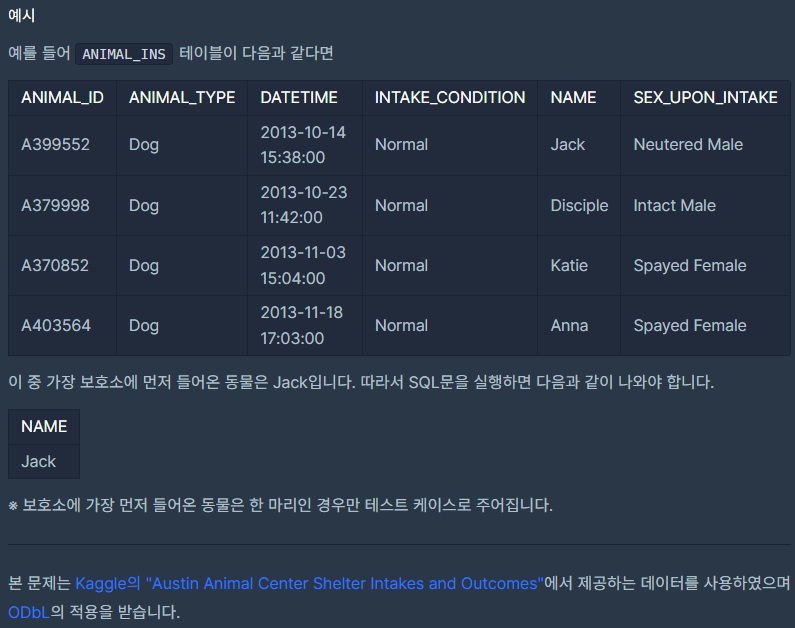 예시
예를 들어 ANIMAL_INS 테이블이 다음과 같다면
ANIMAL_ID ANIMAL_TYPE DATETIME INTAKE_CONDITION NAME SEX_UPON_INTAKE
A399552 Dog 2013-10-14 15:38:00 Normal Jack Neutered Male
A379998 Dog 2013-10-23 11:42:00 Normal Disciple Intact Male
A370852 Dog 2013-11-03 15:04:00 Normal Katie Spayed Female
A403564 Dog 2013-11-18 17:03:00 Normal Anna Spayed Female
이 중 가장 보호소에 먼저 들어온 동물은 Jack입니다. 따라서 SQL문을 실행하면 다음과 같이 나와야 합니다.
NAME
Jack
※ 보호소에 가장 먼저 들어온 동물은 한 마리인 경우만 테스트 케이스로 주어집니다.
본 문제는 Kaggle의 "Austin Animal Center Shelter Intakes and Outcomes"에서 제공하는 데이터를 사용하였으며
ODbL의 적용을 받습니다.